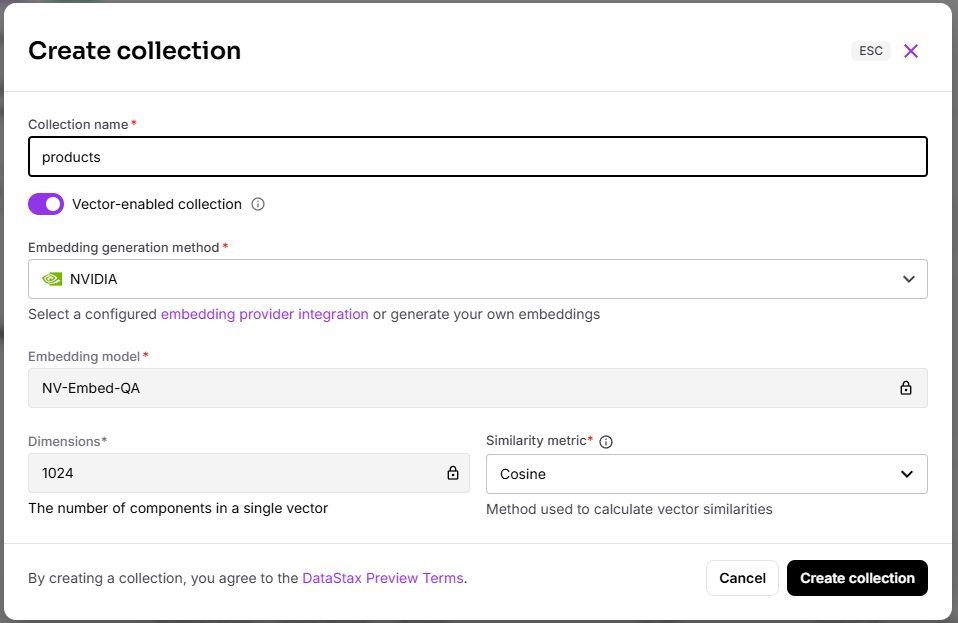 Create collection
ESC
Collection name*
products
Vector-enabled collection
Embedding generation method*
NVIDIA
Select a configured embedding provider integration or generate your own embeddings
Embedding model*
NV-Embed-QA
Dimensions*
1024
The number of components in a single vector
Similarity metric*
Cosine
Method used to calculate vector similarities
By creating a collection, you agree to the DataStax Preview Terms.
Cancel
Create collection